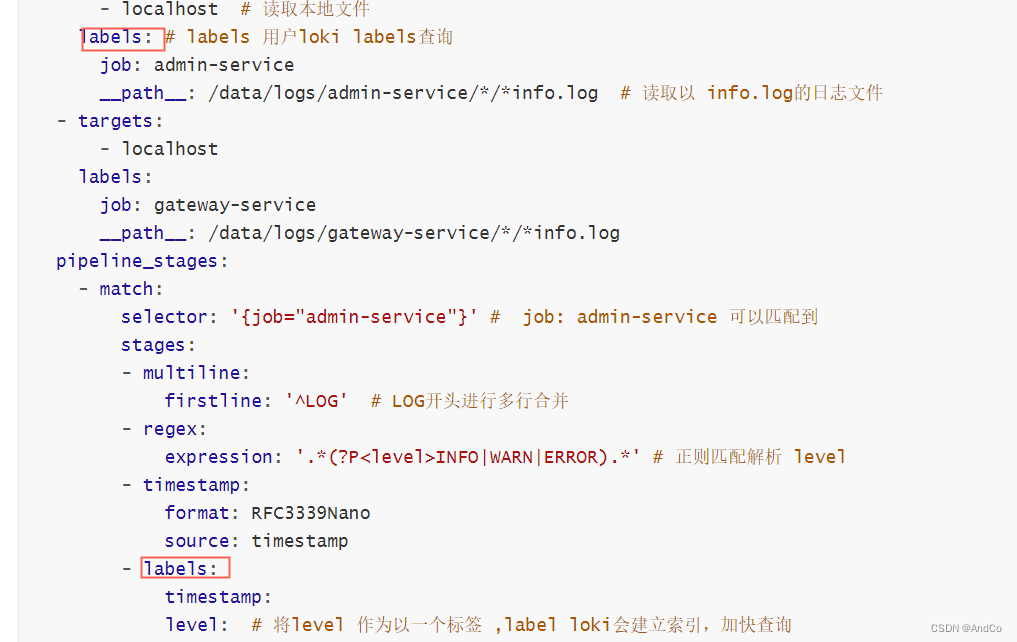 - localhost  # 读取本地文件
labels: # labels 用户loki labels查询
job: admin-service
__path__: /data/logs/admin-service/*/*info.log  # 读取以 info.log的日志文件
- targets:
- localhost
labels:
job: gateway-service
__path__: /data/logs/gateway-service/*/*info.log
pipeline_stages:
- match:
selector: '{job="admin-service"}' #  job: admin-service 可以匹配到
stages:
- multiline:
firstline: '^LOG'  # LOG开头进行多行合并
- regex:
expression: '.*(?P<level>INFO|WARN|ERROR).*' # 正则匹配解析 level
- timestamp:
format: RFC3339Nano
source: timestamp
- labels:
timestamp:
level:  # 将level 作为以一个标签 ,label loki会建立索引，加快查询
CSDN @AndCo